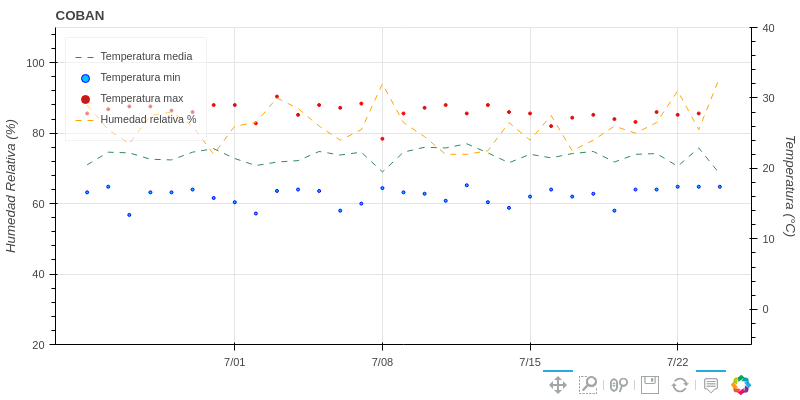 COBAN
Temperatura media
Temperatura min
Temperatura max
Humedad relativa %
Humedad Relativa (%)
100
80
60
40
20
Temperatura (°C)
40
30
20
10
0
7/01
7/08
7/15
7/22